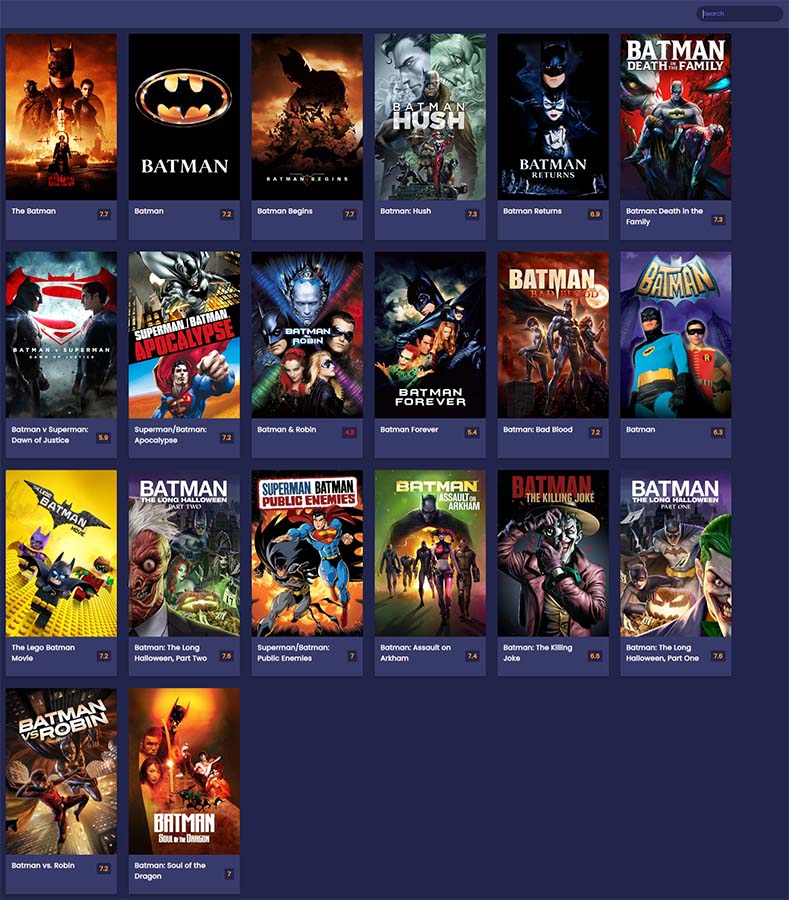 Search
BATMAN
BATMAN BEGINS
BATMAN
HUSH
BATMAN
RETURNS
BATMAN
DEATH IN THE FAMILY
The Batman
7.7
Batman
7.2
Batman Begins
7.7
Batman: Hush
7.3
Batman Returns
6.9
Batman: Death in the
Family
7.3
BATMAN v SUPERMAN
DAWN OF JUSTICE
SUPERMAN/BATMAN
APOCALYPSE
BATMAN
ROBIN
BATMAN
FOREVER
BATMAN
BAD BLOOD
BATMAN
Batman v Superman:
Dawn of Justice
5.9
Superman/Batman:
Apocalypse
7.2
Batman & Robin
4.3
Batman Forever
5.4
Batman: Bad Blood
7.2
Batman
6.3
THE LEGO
BATMAN
MOVIE
BATMAN
THE LONG HALLOWEEN
PART TWO
SUPERMAN BATMAN
PUBLIC ENEMIES
BATMAN
ASSAULT ON
ARKHAM
BATMAN
THE KILLING JOKE
BATMAN
THE LONG HALLOWEEN
PART ONE
The Lego Batman
Movie
7.2
Batman: The Long
Halloween, Part Two
7.6
Superman/Batman:
Public Enemies
7
Batman: Assault on
Arkham
7.4
Batman: The Killing
Joke
6.5
Batman: The Long
Halloween, Part One
7.6
BATMAN
VS ROBIN
BATMAN
SOUL OF THE DRAGON
Batman vs. Robin
7.2
Batman: Soul of the
Dragon
7